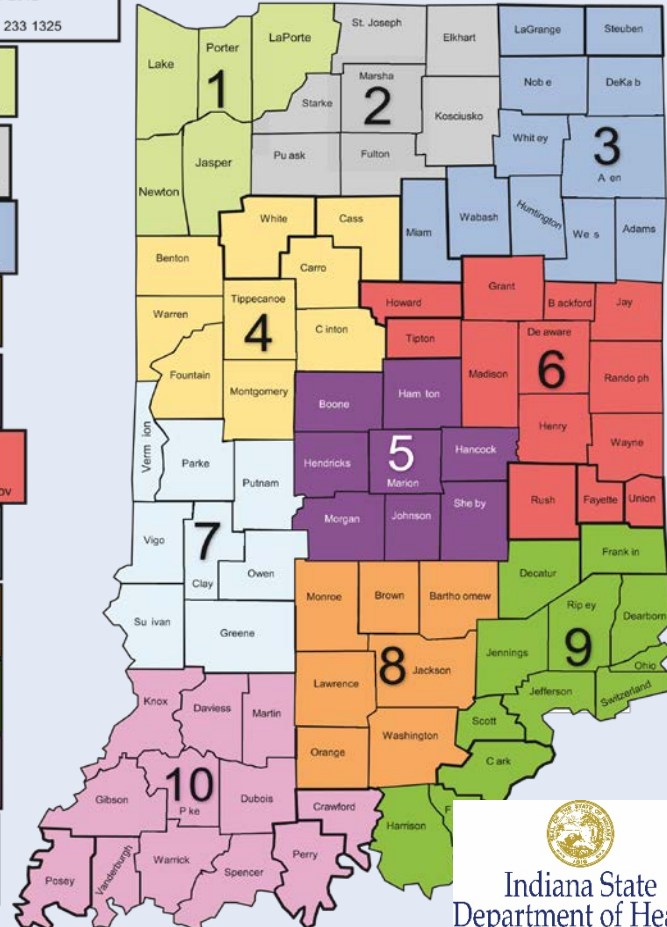 233 1325
ov
St. Joseph
LaGrange
Steuben
LaPorte
Elkhart
Porter
Lake
1
Marsha
2
Nob e
DeKa b
Starke
Kosciusko
Whit ey
3
Pu ask
Fulton
Jasper
A en
Newton
White
Cass
Miam
Wabash
Huntington
We s
Adams
Benton
Carro
Grant
Tippecanoe
Howard
B ackford
Jay
Warren
4
C inton
Tipton
De aware
Fountain
Madison
6
Rando ph
Montgomery
Boone
Ham ton
Henry
Wayne
Verm ion
Parke
Hendricks
5
Marion
Hancock
Putnam
Rush
Fayette
Union
Morgan
Johnson
She by
Vigo
7
Frank in
Clay
Owen
Decatur
Monroe
Brown
Bartho omew
Rip ey
Dearborn
Su ivan
Greene
Jennings
9
Ohio
8
Jackson
Lawrence
Jefferson
Switzerland
Knox
Daviess
Martin
Scott
Washington
Orange
C ark
10
P ke
Gibson
Dubois
Crawford
Harrison
F
Posey
Vanderburgh
Warrick
Spencer
Perry
Indiana State
Department of Hea